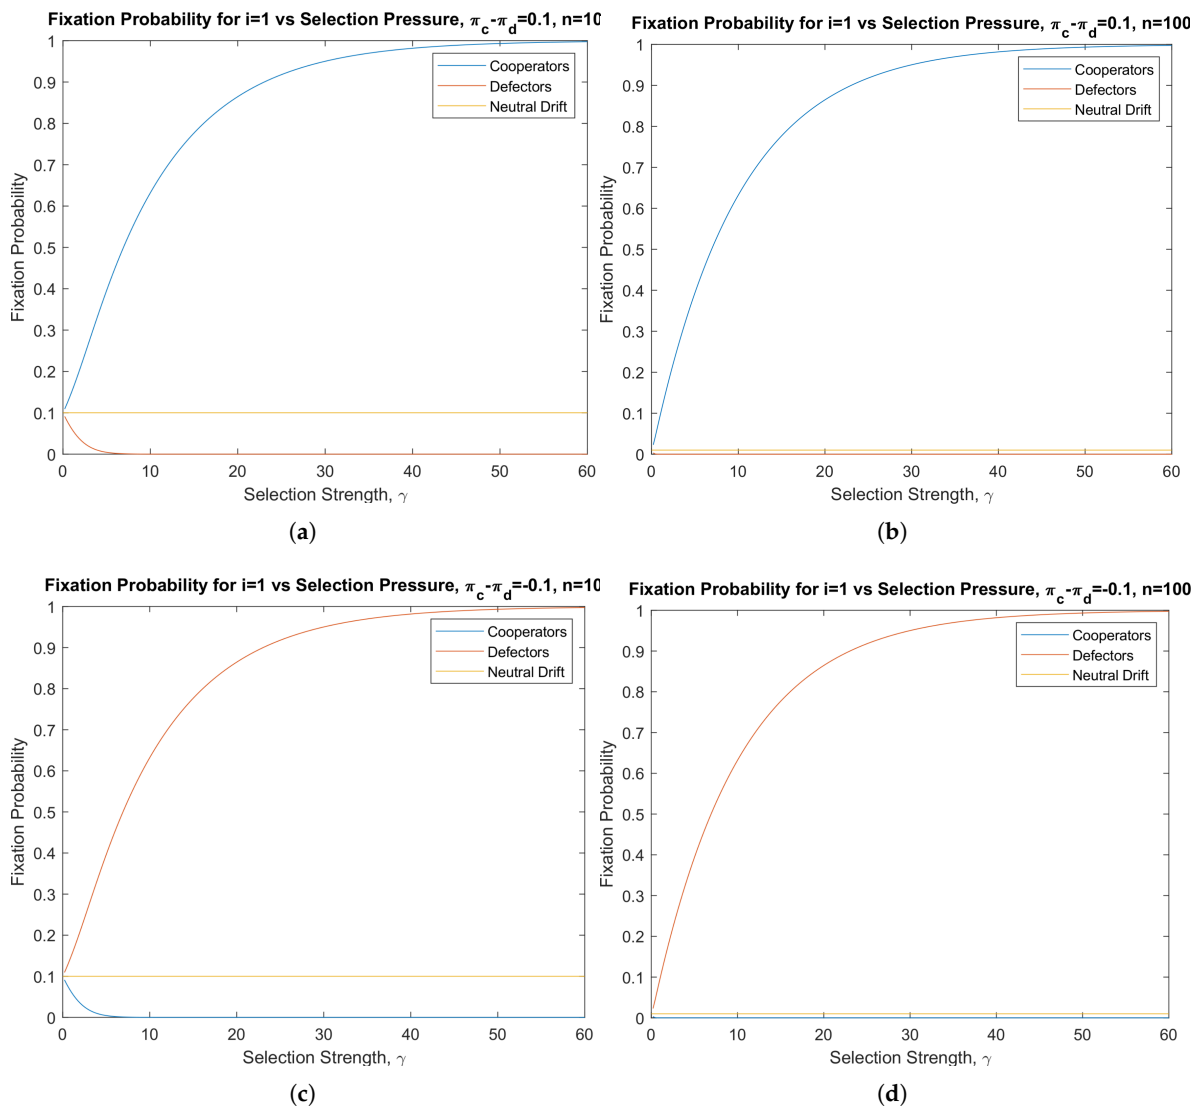 Fixation Probability for i=1 vs Selection Pressure, π_c-π_d=0.1, n=10
Fixation Probability
1
0.9
0.8
0.7
0.6
0.5
0.4
0.3
0.2
0.1
0
Cooperators
Defectors
Neutral Drift
0 10 20 30 40 50 60
Selection Strength, γ
(a)
Fixation Probability for i=1 vs Selection Pressure, π_c-π_d=0.1, n=100
Fixation Probability
1
0.9
0.8
0.7
0.6
0.5
0.4
0.3
0.2
0.1
0
Cooperators
Defectors
Neutral Drift
0 10 20 30 40 50 60
Selection Strength, γ
(b)
Fixation Probability for i=1 vs Selection Pressure, π_c-π_d=-0.1, n=10
Fixation Probability
1
0.9
0.8
0.7
0.6
0.5
0.4
0.3
0.2
0.1
0
Cooperators
Defectors
Neutral Drift
0 10 20 30 40 50 60
Selection Strength, γ
(c)
Fixation Probability for i=1 vs Selection Pressure, π_c-π_d=-0.1, n=100
Fixation Probability
1
0.9
0.8
0.7
0.6
0.5
0.4
0.3
0.2
0.1
0
Cooperators
Defectors
Neutral Drift
0 10 20 30 40 50 60
Selection Strength, γ
(d)